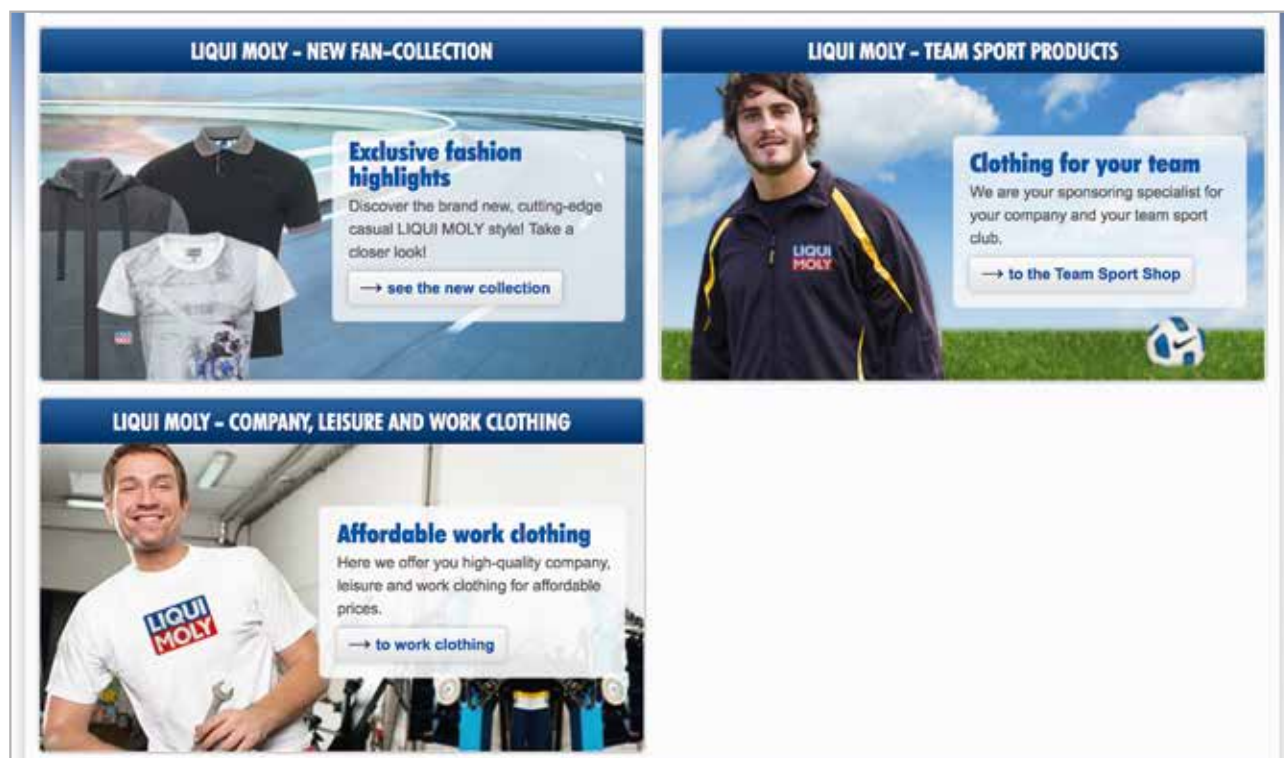 LIQUI MOLY – NEW FAN–COLLECTION
Exclusive fashion
highlights
Discover the brand new, cutting-edge
casual LIQUI MOLY style! Take a
closer look!
→ see the new collection
LIQUI MOLY – TEAM SPORT PRODUCTS
Clothing for your team
We are your sponsoring specialist for
your company and your team sport
club.
→ to the Team Sport Shop
LIQUI
MOLY
LIQUI MOLY – COMPANY, LEISURE AND WORK CLOTHING
Affordable work clothing
Here we offer you high-quality company,
leisure and work clothing for affordable
prices.
→ to work clothing
LIQUI
MOLY